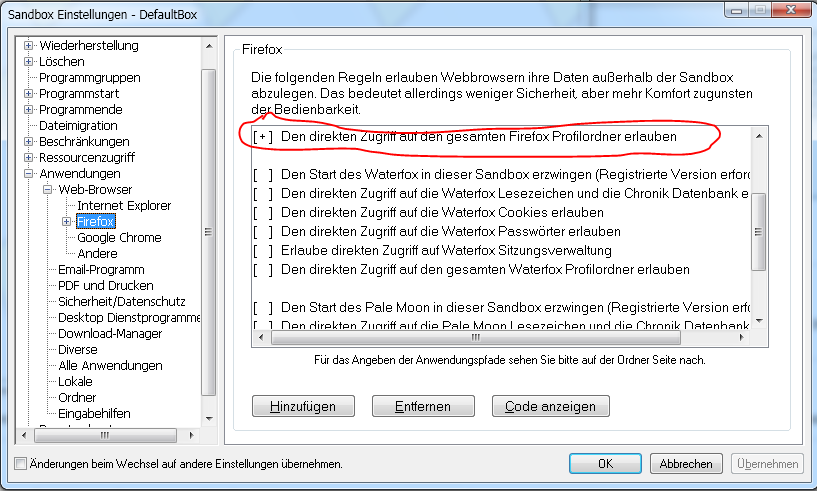 Sandbox Einstellungen - DefaultBox
Wiederherstellung
Löschen
Programmgruppen
Programmstart
Programmende
Dateimigration
Beschränkungen
Ressourcenzugriff
Anwendungen
Web-Browser
Internet Explorer
Firefox
Google Chrome
Andere
Email-Programm
PDF und Drucken
Sicherheit/Datenschutz
Desktop Dienstprogramme
Download-Manager
Diverse
Alle Anwendungen
Lokale
Ordner
Eingabehilfen
Firefox
Die folgenden Regeln erlauben Webbrowsern ihre Daten außerhalb der Sandbox
abzulegen. Das bedeutet allerdings weniger Sicherheit, aber mehr Komfort zugunsten
der Bedienbarkeit.
[+] Den direkten Zugriff auf den gesamten Firefox Profilordner erlauben
[ ] Den Start des Waterfox in dieser Sandbox erzwingen (Registrierte Version erford
[ ] Den direkten Zugriff auf die Waterfox Lesezeichen und die Chronik Datenbank e
[ ] Den direkten Zugriff auf die Waterfox Cookies erlauben
[ ] Den direkten Zugriff auf die Waterfox Passwörter erlauben
[ ] Erlaube direkten Zugriff auf Waterfox Sitzungsverwaltung
[ ] Den direkten Zugriff auf den gesamten Waterfox Profilordner erlauben
[ ] Den Start des Pale Moon in dieser Sandbox erzwingen (Registrierte Version erfo
[ ] Den direkten Zugriff auf die Pale Moon Lesezeichen und die Chronik Datenbank
Für das Angeben der Anwendungspfade sehen Sie bitte auf der Ordner Seite nach.
Hinzufügen Entfernen Code anzeigen
Änderungen beim Wechsel auf andere Einstellungen übernehmen.
OK Abbrechen Übernehmen